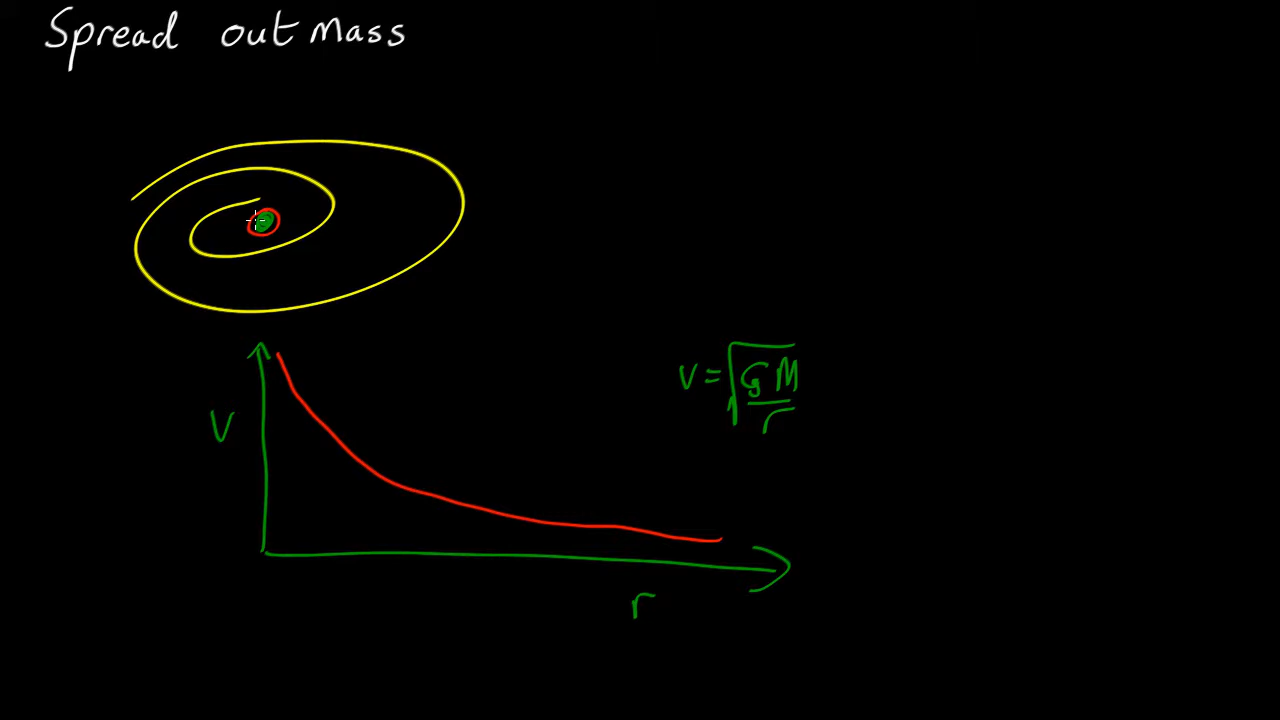 Spread out mass
v = √GM/r
V
r